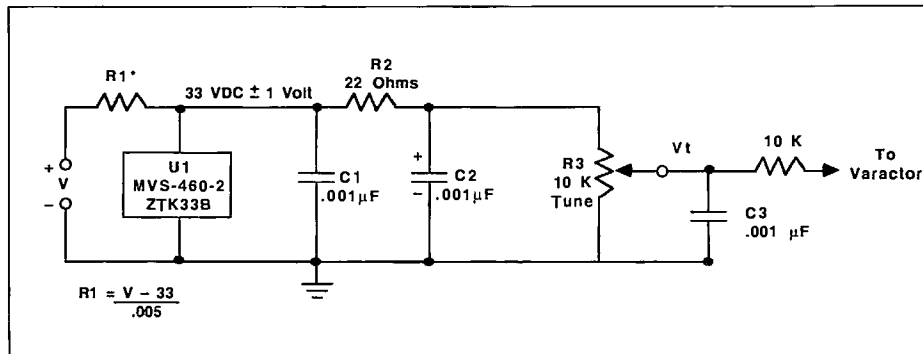 R1*
33 VDC ± 1 Volt
R2
22 Ohms
+
V
-
U1
MVS-460-2
ZTK33B
C1
.001µF
+
-
C2
.001µF
R3
10 K
Tune
Vt
10 K
To
Varactor
C3
.001 µF
R1 = V - 33
.005